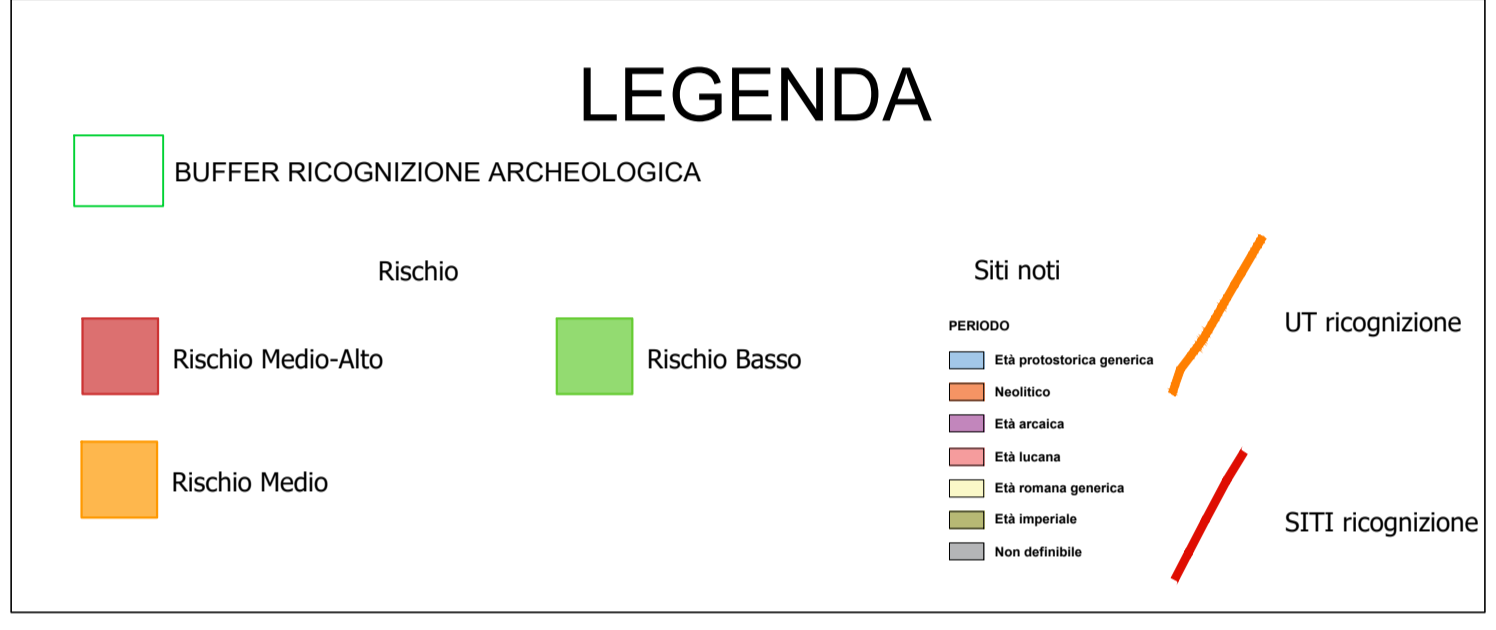 LEGENDA
BUFFER RICOGNIZIONE ARCHEOLOGICA
Rischio
Rischio Medio-Alto
Rischio Basso
Rischio Medio
Siti noti
PERIODO
Età protostorica generica
Neolitico
Età arcaica
Età lucana
Età romana generica
Età imperiale
Non definibile
UT ricognizione
SITI ricognizione